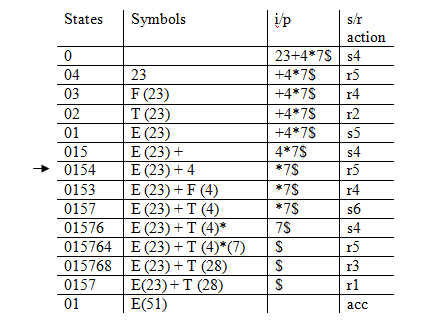 States Symbols i/p s/r action
0 23+4*7$ s4
04 23 +4*7$ r5
03 F (23) +4*7$ r4
02 T (23) +4*7$ r2
01 E (23) +4*7$ s5
015 E (23) + 4*7$ s4
0154 E (23) + 4 *7$ r5
0153 E (23) + F (4) *7$ r4
0157 E (23) + T (4) *7$ s6
01576 E (23) + T (4)* 7$ s4
015764 E (23) + T (4)*(7) $ r5
015768 E (23) + T (28) $ r3
0157 E(23) + T (28) $ r1
01 E(51) acc